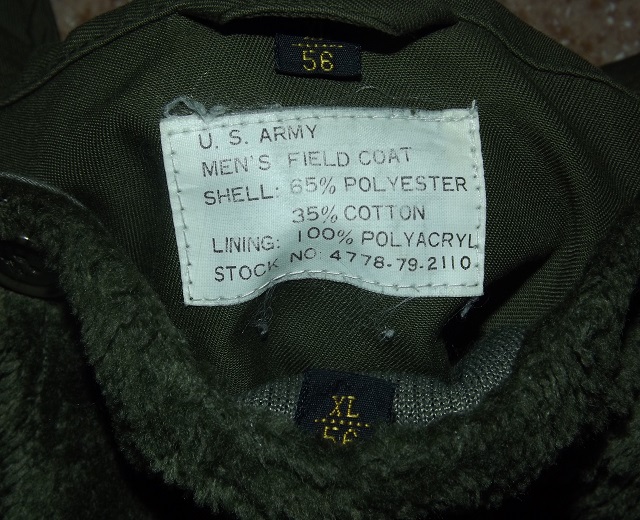 56
U. S. ARMY
MEN'S FIELD COAT
SHELL: 65% POLYESTER
35% COTTON
LINING: 100% POLYACRYL
STOCK NO: 4778-79-2110
XL
56